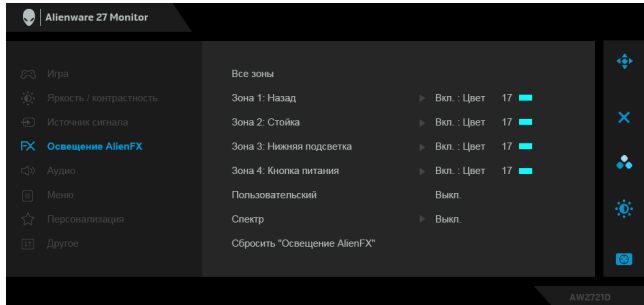 Alienware 27 Monitor
Игра
Яркость / контрастность
Источник сигнала
FX Освещение AlienFX
Аудио
Меню
Персонализация
Другое
Все зоны
Зона 1: Назад Вкл. : Цвет 17
Зона 2: Стойка Вкл. : Цвет 17
Зона 3: Нижняя подсветка Вкл. : Цвет 17
Зона 4: Кнопка питания Вкл. : Цвет 17
Пользовательский Выкл.
Спектр Выкл.
Сбросить "Освещение AlienFX"
AW2721D